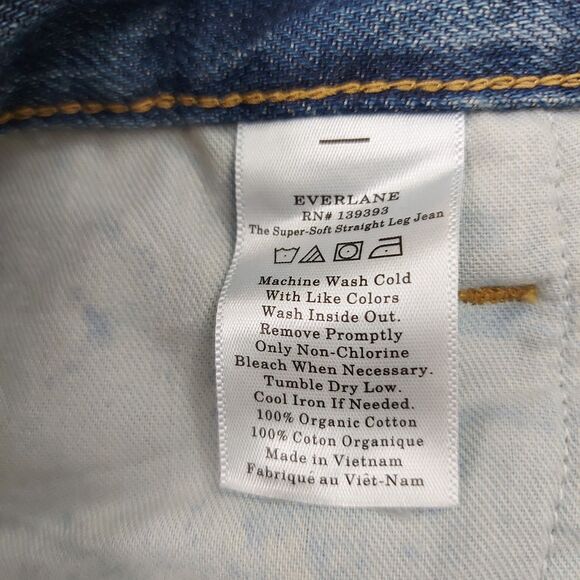 EVERLANE
RN# 139393
The Super-Soft Straight Leg Jean
Machine Wash Cold
With Like Colors
Wash Inside Out.
Remove Promptly
Only Non-Chlorine
Bleach When Necessary.
Tumble Dry Low.
Cool Iron If Needed.
100% Organic Cotton
100% Coton Organique
Made in Vietnam
Fabriqué au Viêt-Nam